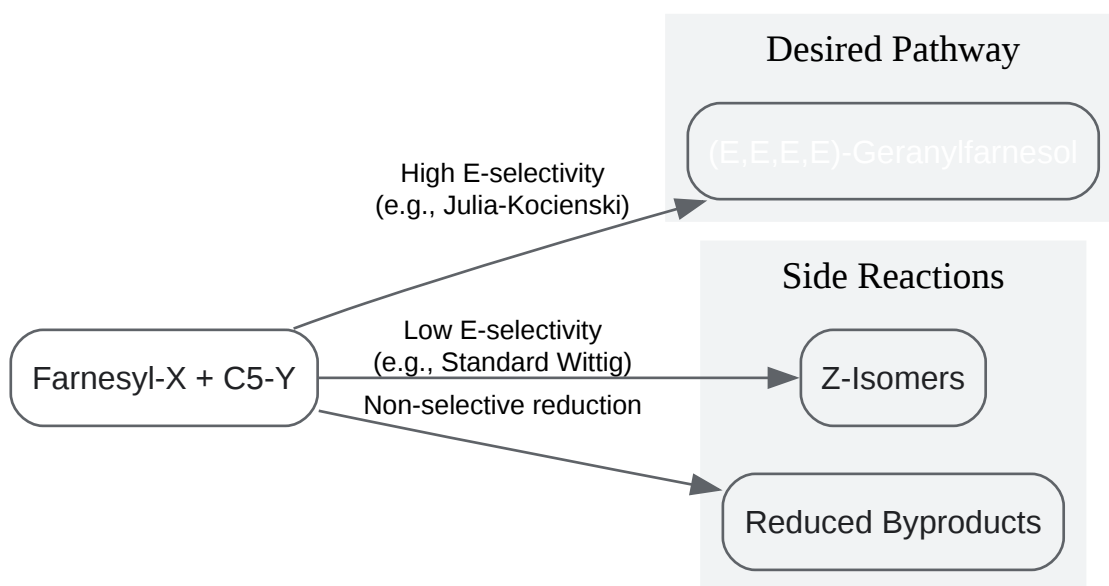 Desired Pathway
(E,E,E,E)-Geranylfarnesol
High E-selectivity
(e.g., Julia-Kocienski)
Side Reactions
Low E-selectivity
(e.g., Standard Wittig)
Farnesyl-X + C5-Y
Z-Isomers
Non-selective reduction
Reduced Byproducts